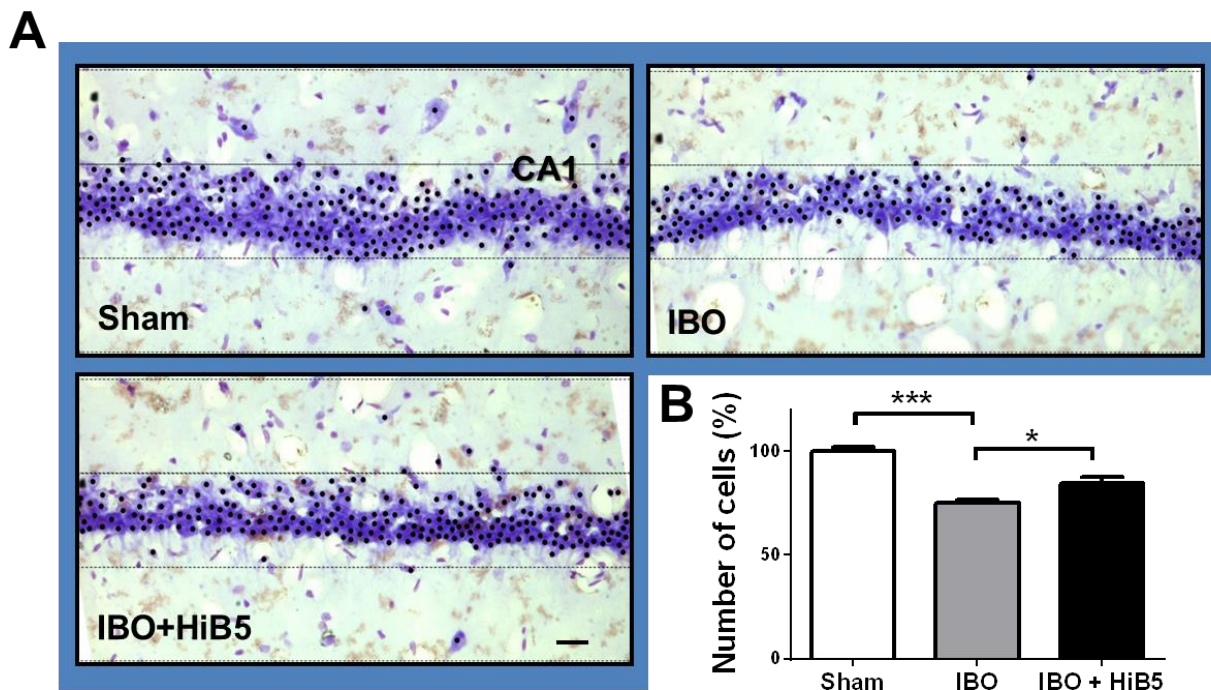 A
CA1
Sham
IBO
IBO+HiB5
B
Number of cells (%)
100
50
0
***
*
Sham
IBO
IBO + HiB5